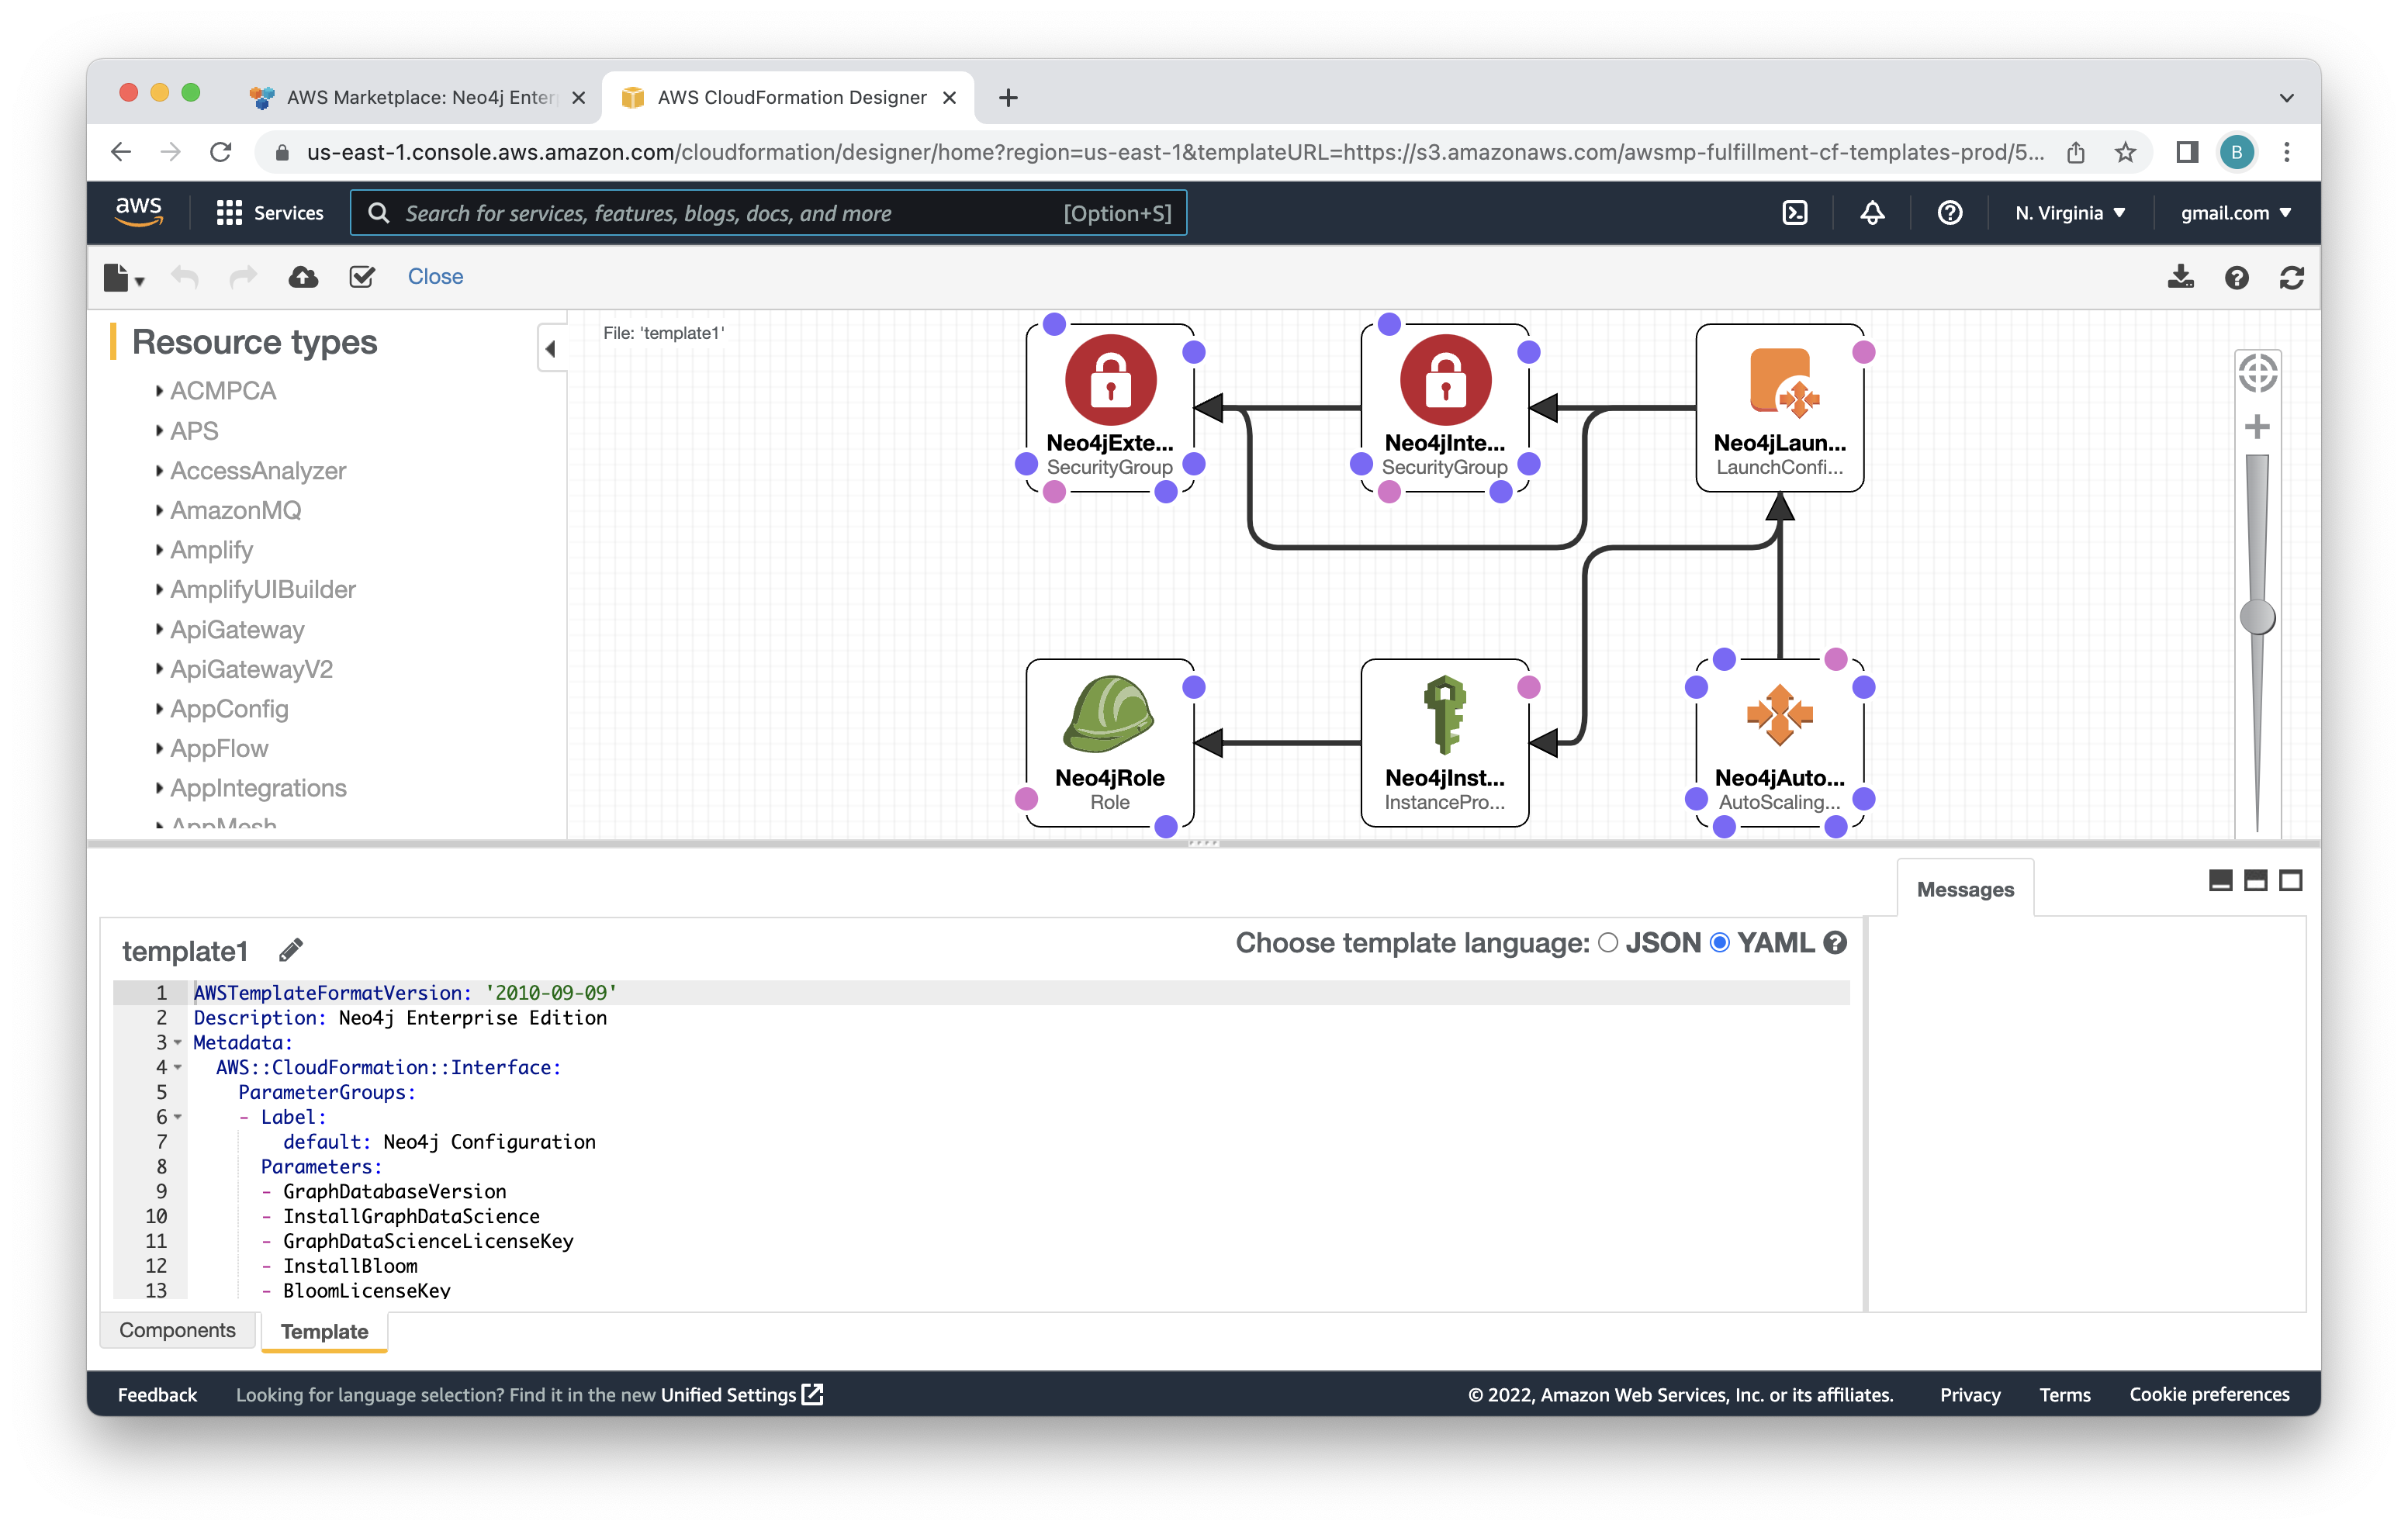 AWS Marketplace: Neo4j Enter
AWS CloudFormation Designer
us-east-1.console.aws.amazon.com/cloudformation/designer/home?region=us-east-1&templateURL=https://s3.amazonaws.com/awsmp-fulfillment-cf-templates-prod/5...
B
aws
Services
Search for services, features, blogs, docs, and more
[Option+S]
N. Virginia
gmail.com
Close
Resource types
ACMPCA
APS
AccessAnalyzer
AmazonMQ
Amplify
AmplifyUIBuilder
ApiGateway
ApiGatewayV2
AppConfig
AppFlow
AppIntegrations
AppMesh
File: 'template1'
Neo4jExte...
SecurityGroup
Neo4jInte...
SecurityGroup
Neo4jLaun...
LaunchConfi...
Neo4jRole
Role
Neo4jInst...
InstancePro...
Neo4jAuto...
AutoScaling...
Messages
template1
Choose template language: JSON YAML
1 AWSTemplateFormatVersion: '2010-09-09'
2 Description: Neo4j Enterprise Edition
3 Metadata:
4 AWS::CloudFormation::Interface:
5 ParameterGroups:
6 - Label:
7 default: Neo4j Configuration
8 Parameters:
9 - GraphDatabaseVersion
10 - InstallGraphDataScience
11 - GraphDataScienceLicenseKey
12 - InstallBloom
13 - BloomLicenseKey
Components
Template
Feedback
Looking for language selection? Find it in the new Unified Settings
© 2022, Amazon Web Services, Inc. or its affiliates.
Privacy
Terms
Cookie preferences